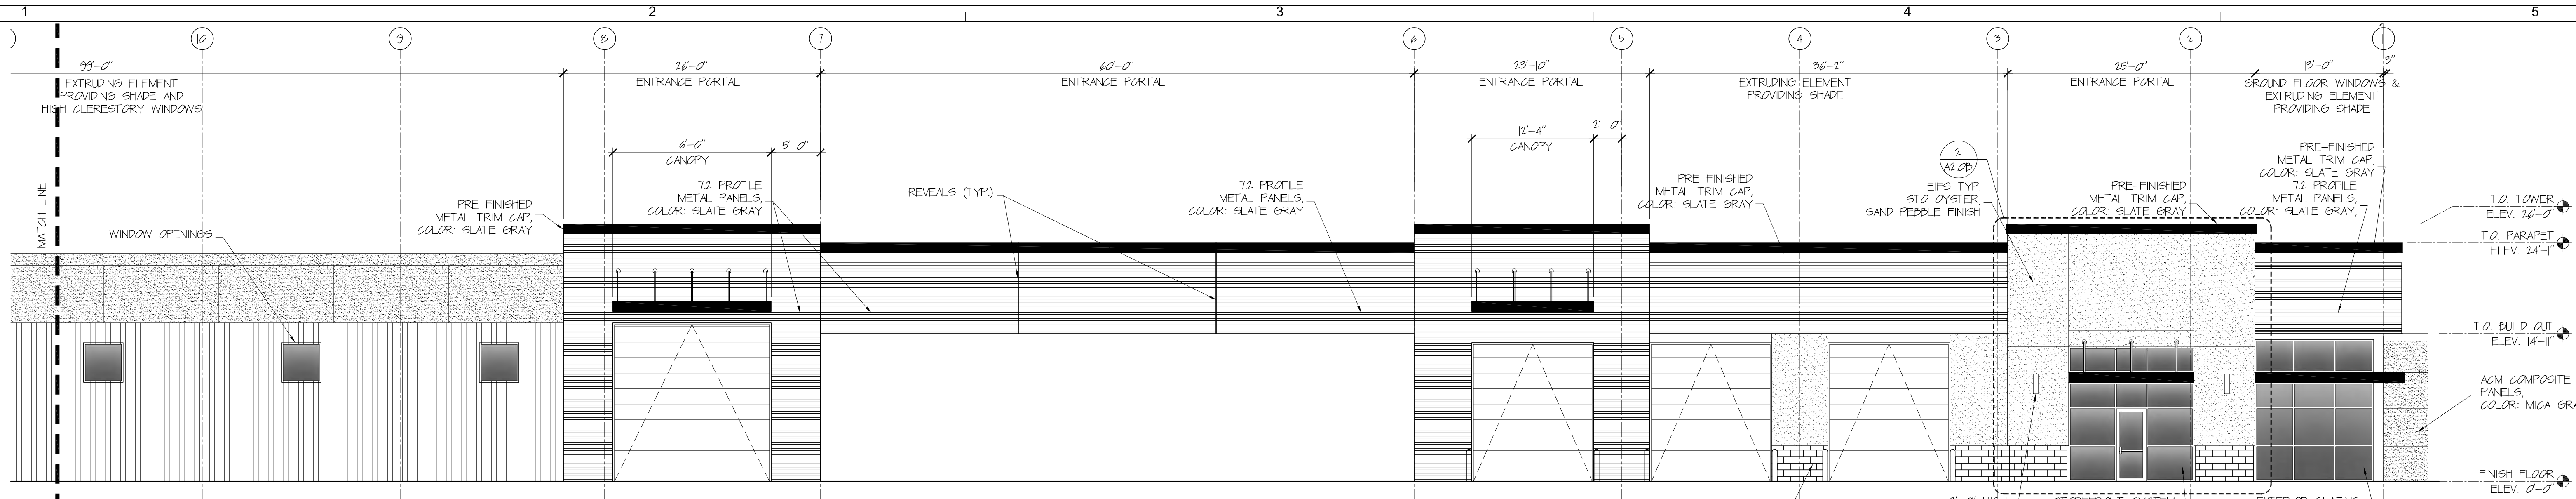 1
2
3
4
5
10
9
8
7
6
5
4
3
2
1
99'-0"
EXTRUDING ELEMENT
PROVIDING SHADE AND
HIGH CLERESTORY WINDOWS
26'-0"
ENTRANCE PORTAL
60'-0"
ENTRANCE PORTAL
23'-10"
ENTRANCE PORTAL
36'-2"
EXTRUDING ELEMENT
PROVIDING SHADE
25'-0"
ENTRANCE PORTAL
13'-0"
GROUND FLOOR WINDOWS &
EXTRUDING ELEMENT
PROVIDING SHADE
3"
16'-0"
CANOPY
5'-0"
12'-4"
CANOPY
2'-10"
MATCH LINE
WINDOW OPENINGS
PRE-FINISHED
METAL TRIM CAP,
COLOR: SLATE GRAY
7.2 PROFILE
METAL PANELS,
COLOR: SLATE GRAY
REVEALS (TYP.)
7.2 PROFILE
METAL PANELS,
COLOR: SLATE GRAY
PRE-FINISHED
METAL TRIM CAP,
COLOR: SLATE GRAY
2
A2.0B
EIFS TYP.
STO OYSTER,
SAND PEBBLE FINISH
PRE-FINISHED
METAL TRIM CAP,
COLOR: SLATE GRAY
PRE-FINISHED
METAL TRIM CAP,
COLOR: SLATE GRAY
7.2 PROFILE
METAL PANELS,
COLOR: SLATE GRAY,
T.O. TOWER
ELEV. 26'-0"
T.O. PARAPET
ELEV. 24'-1"
T.O. BUILD OUT
ELEV. 14'-11"
ACM COMPOSITE
PANELS,
COLOR: MICA GRA
FINISH FLOOR
ELEV. 0'-0"
STOREFRONT SYSTEM
EXTERIOR GLAZING